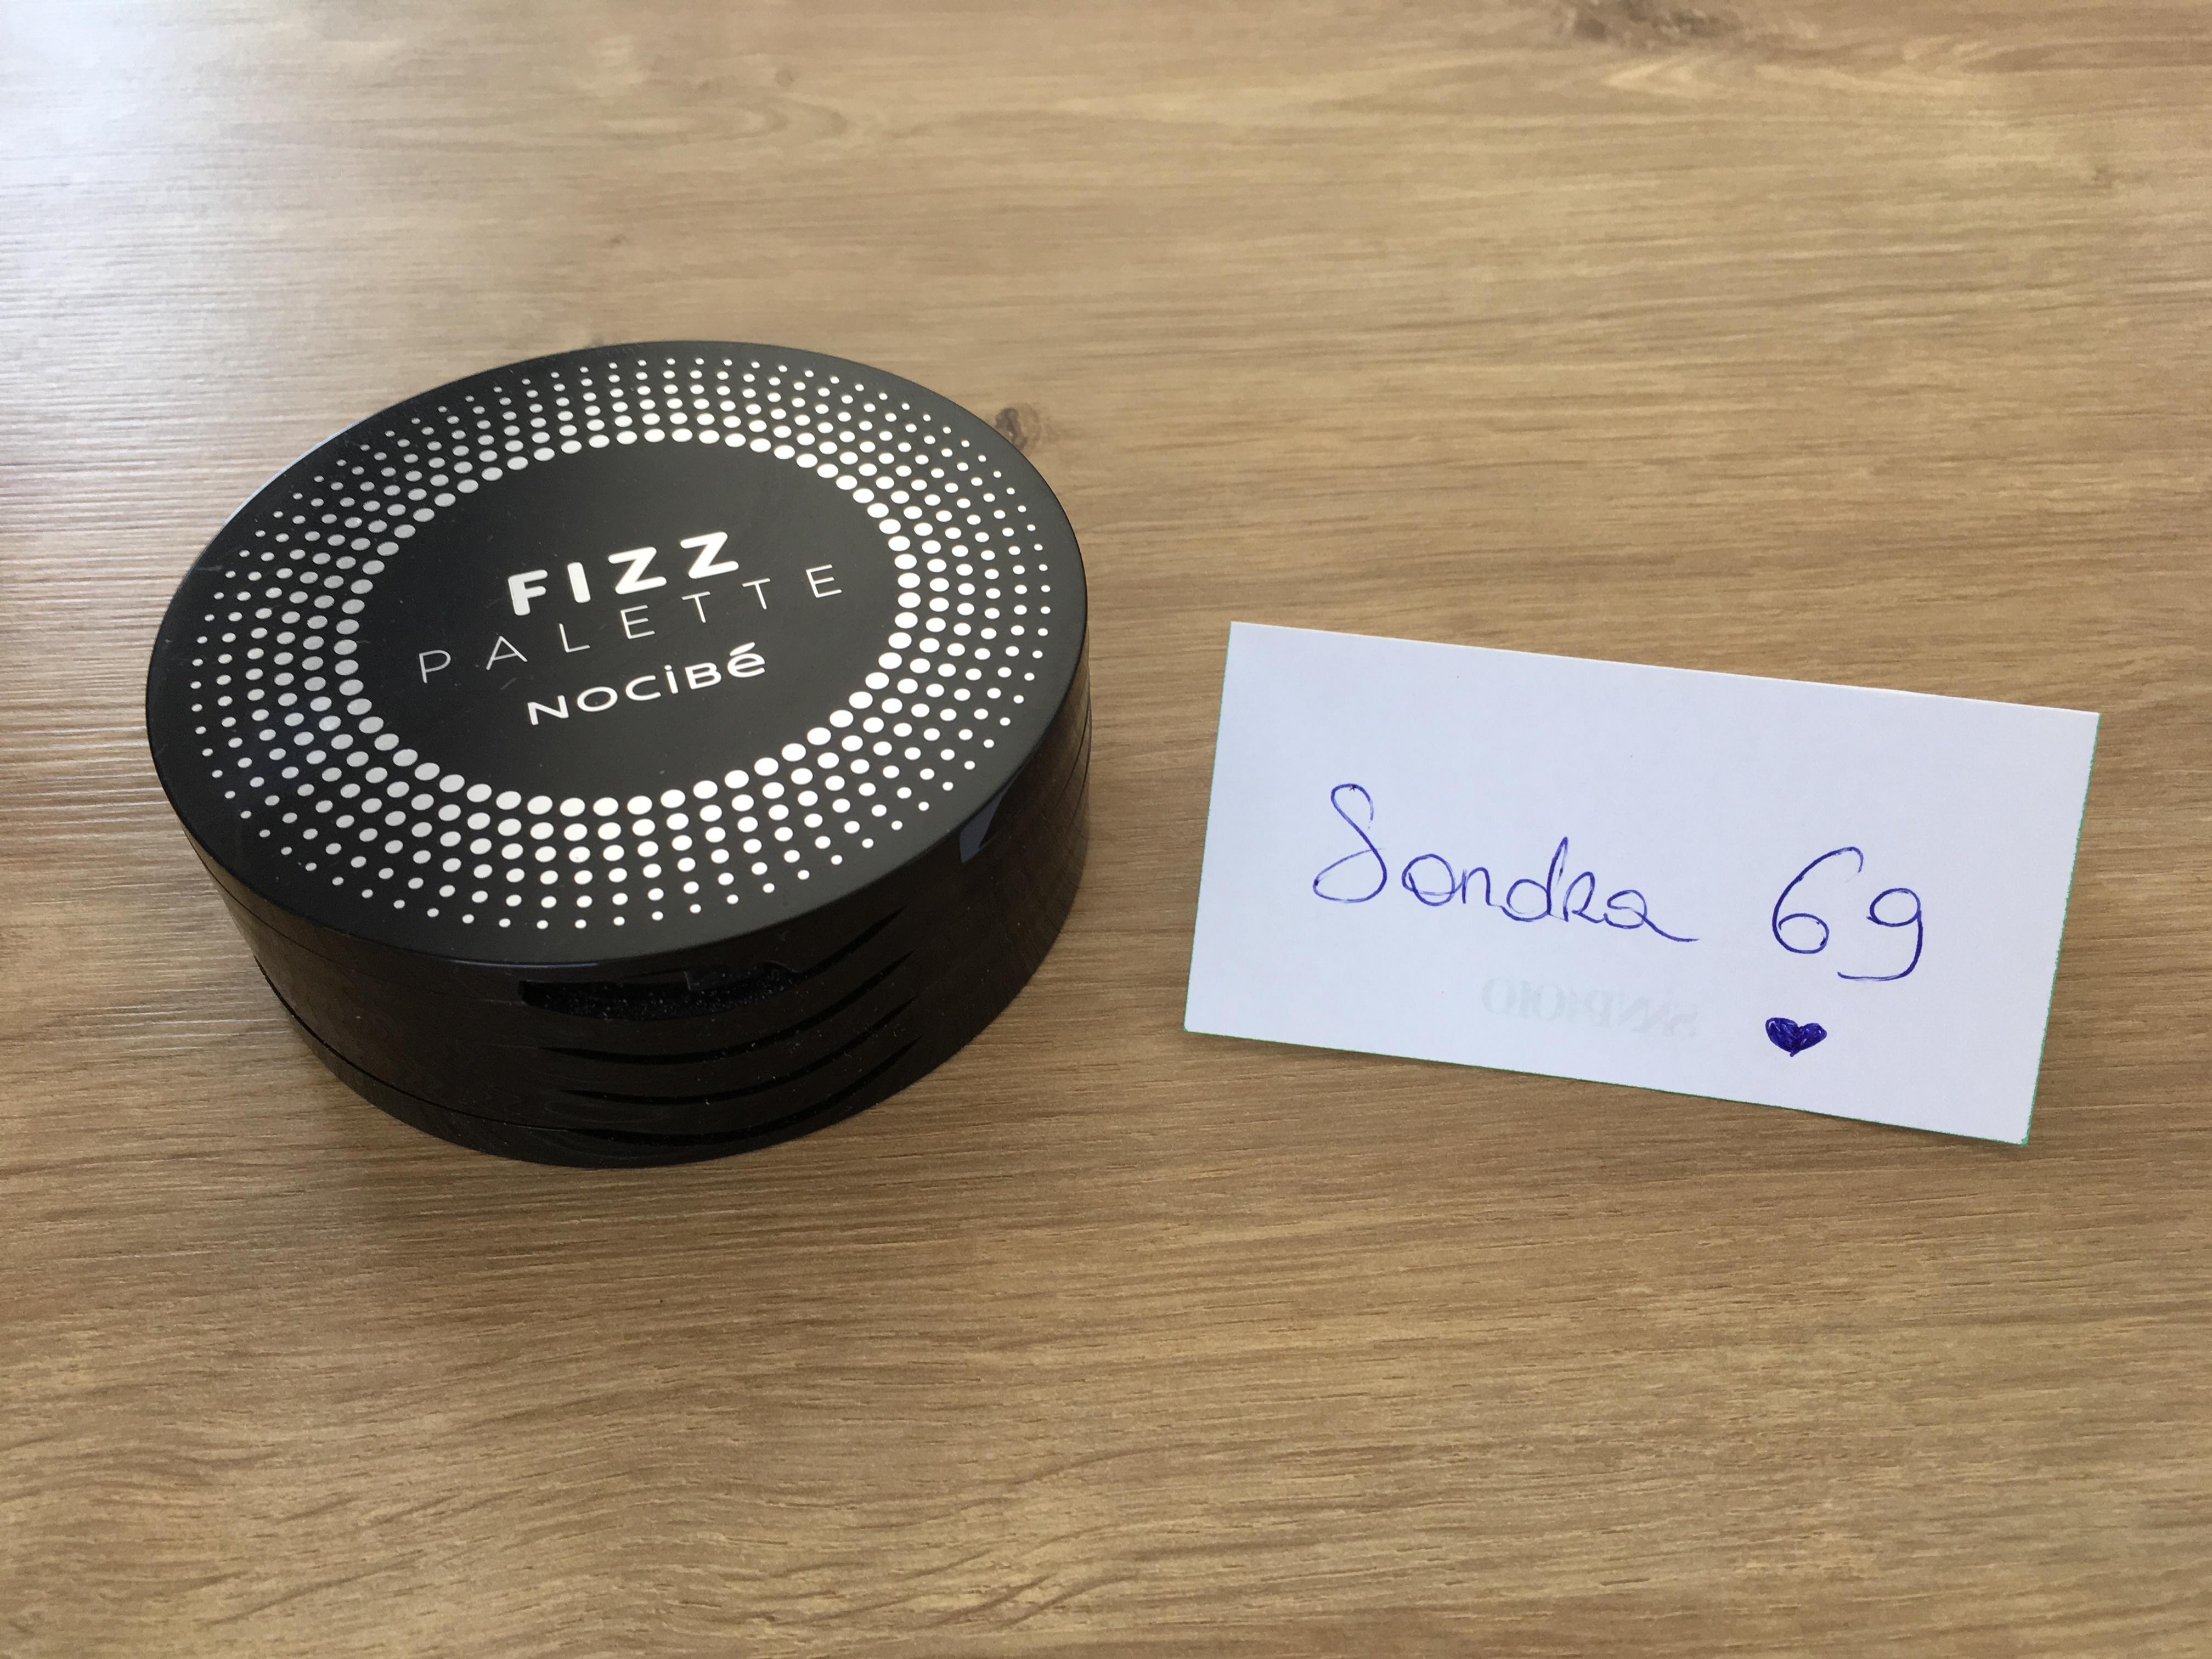 FIZZ
PALETTE
NOCiBé
Sandra 69